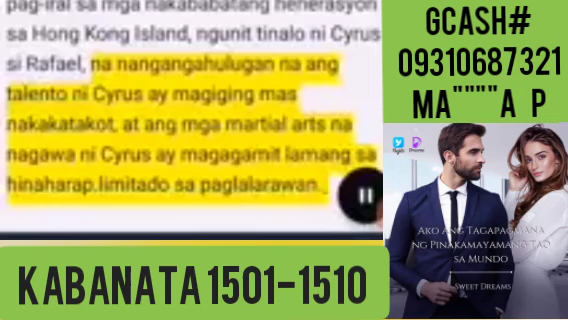 pag-iral sa mga nakababatang henerasyon
sa Hong Kong Island, ngunit tinalo ni Cyrus
si Rafael, na nangangahulugan na ang
talento ni Cyrus ay magiging mas
nakakatakot, at ang mga martial arts na
nagawa ni Cyrus ay magagamit lamang sa
hinaharap.limitado sa paglalarawan.
GCASH#
09310687321
MA""""A P
AKO ANG TAGAPAGMANA
NG PINAKAMAYAMANG TAO
SA MUNDO
SWEET DREAMS
KABANATA 1501-1510